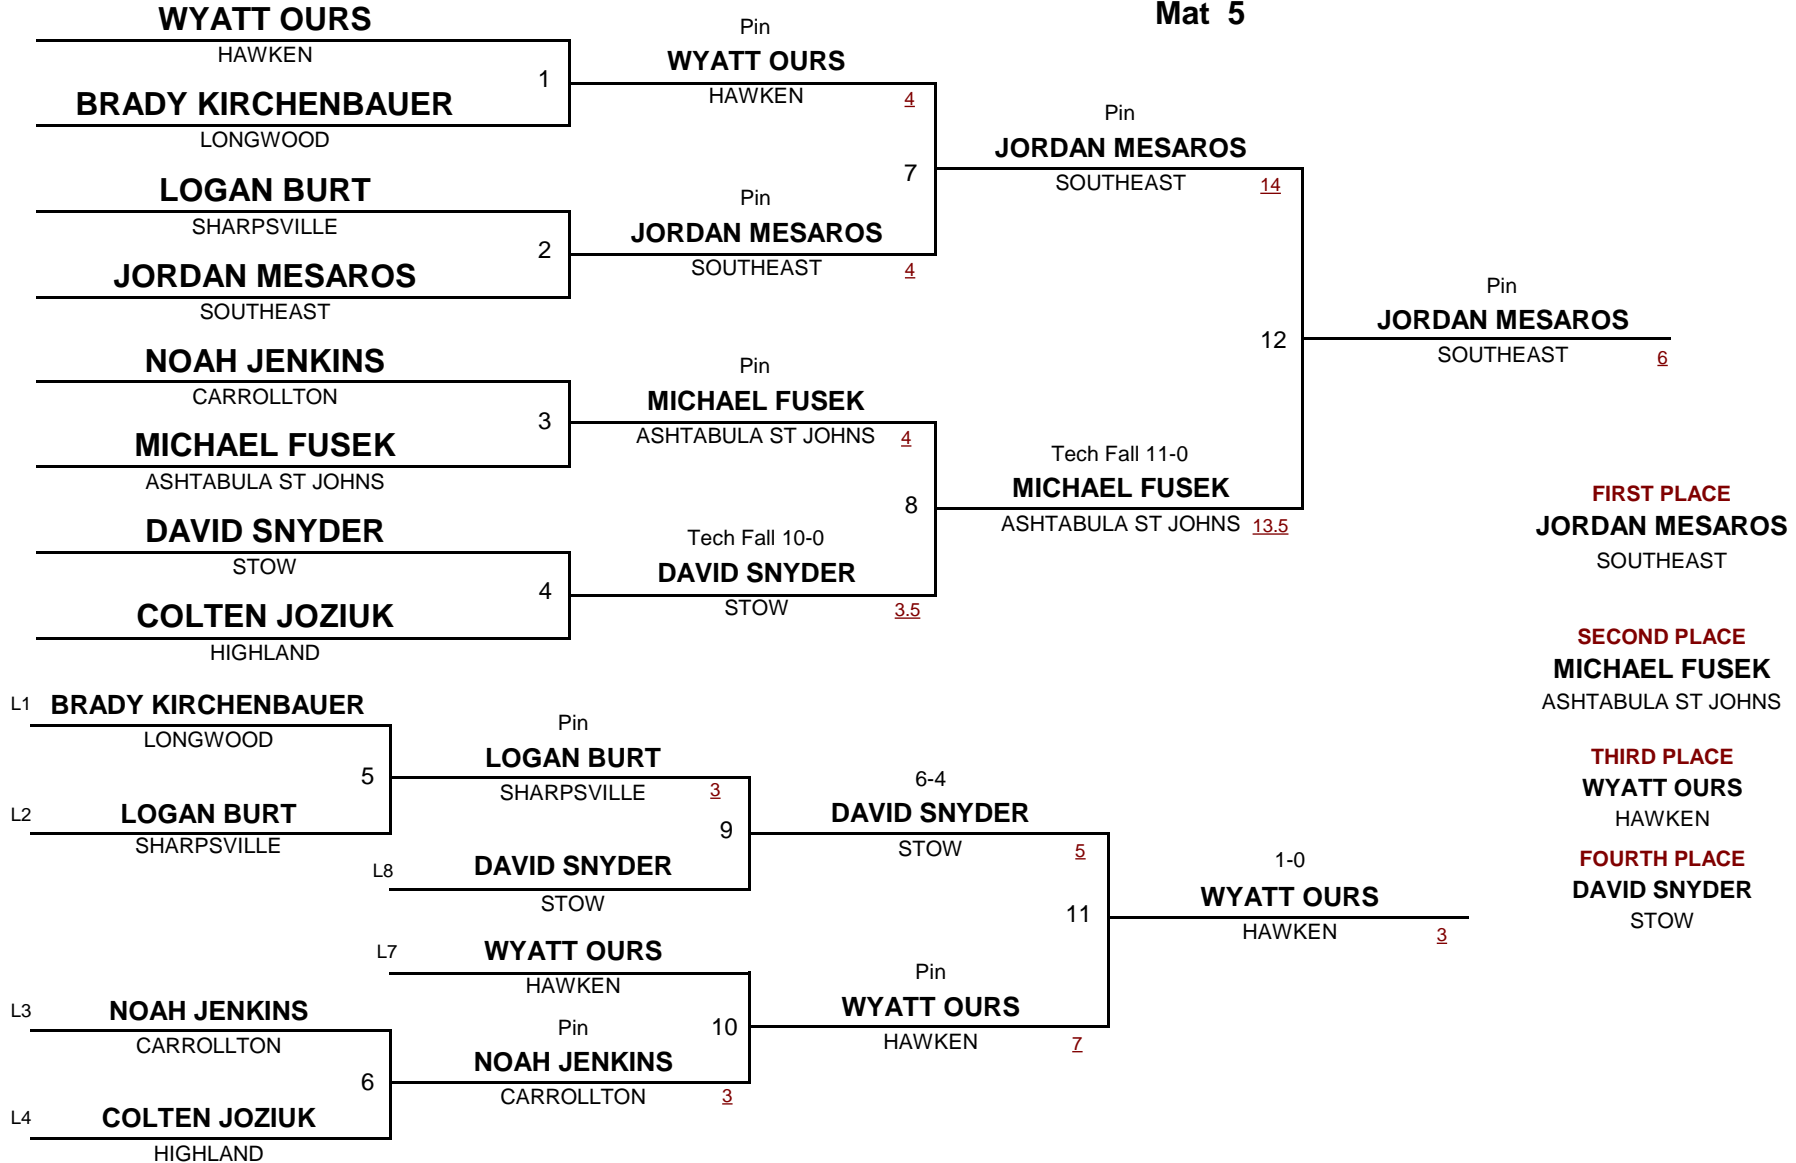 Mat 5
WYATT OURS
HAWKEN
1
BRADY KIRCHENBAUER
LONGWOOD
LOGAN BURT
SHARPSVILLE
2
JORDAN MESAROS
SOUTHEAST
NOAH JENKINS
CARROLLTON
3
MICHAEL FUSEK
ASHTABULA ST JOHNS
DAVID SNYDER
STOW
4
COLTEN JOZIUK
HIGHLAND
Pin
WYATT OURS
HAWKEN 4
7
Pin
JORDAN MESAROS
SOUTHEAST 4
Pin
MICHAEL FUSEK
ASHTABULA ST JOHNS 4
8
Tech Fall 10-0
DAVID SNYDER
STOW 3.5
Pin
JORDAN MESAROS
SOUTHEAST 14
12
Tech Fall 11-0
MICHAEL FUSEK
ASHTABULA ST JOHNS 13.5
Pin
JORDAN MESAROS
SOUTHEAST 6
L1 BRADY KIRCHENBAUER
LONGWOOD
5
L2 LOGAN BURT
SHARPSVILLE
L3 NOAH JENKINS
CARROLLTON
6
L4 COLTEN JOZIUK
HIGHLAND
Pin
LOGAN BURT
SHARPSVILLE 3
9
L8 DAVID SNYDER
STOW
L7 WYATT OURS
HAWKEN
Pin 10
NOAH JENKINS
CARROLLTON 3
6-4
DAVID SNYDER
STOW 5
11
Pin
WYATT OURS
HAWKEN 7
1-0
WYATT OURS
HAWKEN 3
FIRST PLACE
JORDAN MESAROS
SOUTHEAST
SECOND PLACE
MICHAEL FUSEK
ASHTABULA ST JOHNS
THIRD PLACE
WYATT OURS
HAWKEN
FOURTH PLACE
DAVID SNYDER
STOW